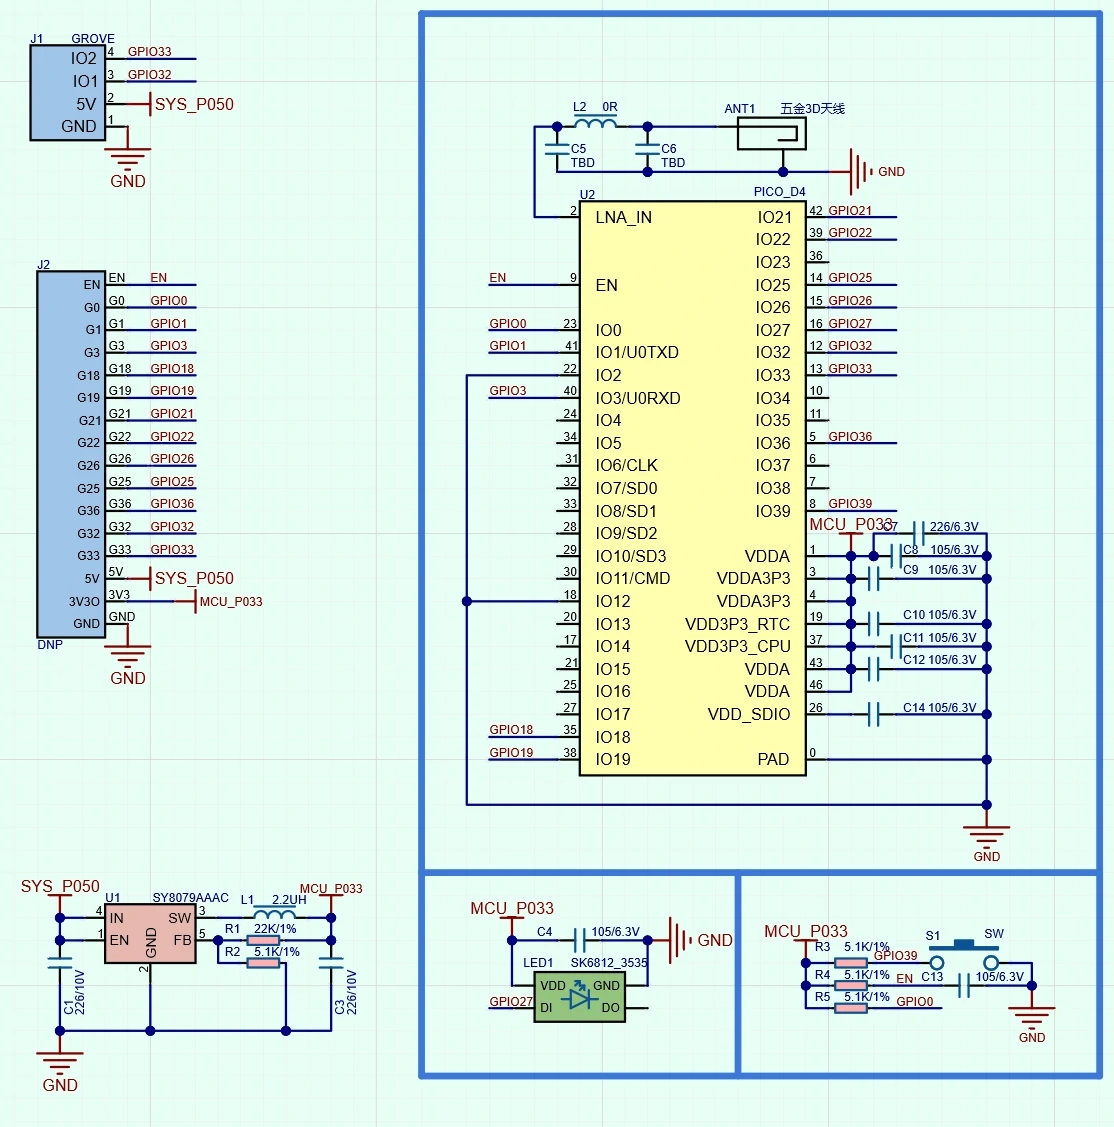 J1 GROVE
IO2 4 GPIO33
IO1 3 GPIO32
5V 2 SYS_P050
GND 1
GND
J2
EN EN EN
G0 G0 GPIO0
G1 G1 GPIO1
G3 G3 GPIO3
G18 G18 GPIO18
G19 G19 GPIO19
G21 G21 GPIO21
G22 G22 GPIO22
G26 G26 GPIO26
G25 G25 GPIO25
G36 G36 GPIO36
G32 G32 GPIO32
G33 G33 GPIO33
5V 5V SYS_P050
3V3O 3V3 MCU_P033
GND GND
DNP
GND
L2 0R
ANT1 五金3D天线
C5 TBD
C6 TBD
GND
U2 PICO_D4
2 LNA_IN IO21 42 GPIO21
IO22 39 GPIO22
IO23 36
EN 9 EN IO25 14 GPIO25
IO26 15 GPIO26
GPIO0 23 IO0 IO27 16 GPIO27
GPIO1 41 IO1/U0TXD IO32 12 GPIO32
22 IO2 IO33 13 GPIO33
GPIO3 40 IO3/U0RXD IO34 10
24 IO4 IO35 11
34 IO5 IO36 5 GPIO36
31 IO6/CLK IO37 6
32 IO7/SD0 IO38 7
33 IO8/SD1 IO39 8 GPIO39
MCU_P033 C7 226/6.3V
28 IO9/SD2
29 IO10/SD3 VDDA 1 C8 105/6.3V
30 IO11/CMD VDDA3P3 3 C9 105/6.3V
18 IO12 VDDA3P3 4
20 IO13 VDD3P3_RTC 19 C10 105/6.3V
17 IO14 VDD3P3_CPU 37 C11 105/6.3V
21 IO15 VDDA 43 C12 105/6.3V
25 IO16 VDDA 46
27 IO17 VDD_SDIO 26 C14 105/6.3V
GPIO18 35 IO18
GPIO19 38 IO19 PAD 0
GND
SYS_P050
U1 SY8079AAAC
L1 2.2UH
MCU_P033
4 IN SW 3
1 EN FB 5
GND 2
R1 22K/1%
R2 5.1K/1%
C1 226/10V
C3 226/10V
GND
MCU_P033
C4 105/6.3V
GND
LED1 SK6812_3535
VDD GND
GPIO27 DI DO
MCU_P033
R3 5.1K/1% GPIO39
S1 SW
R4 5.1K/1% EN C13 105/6.3V
R5 5.1K/1% GPIO0
GND